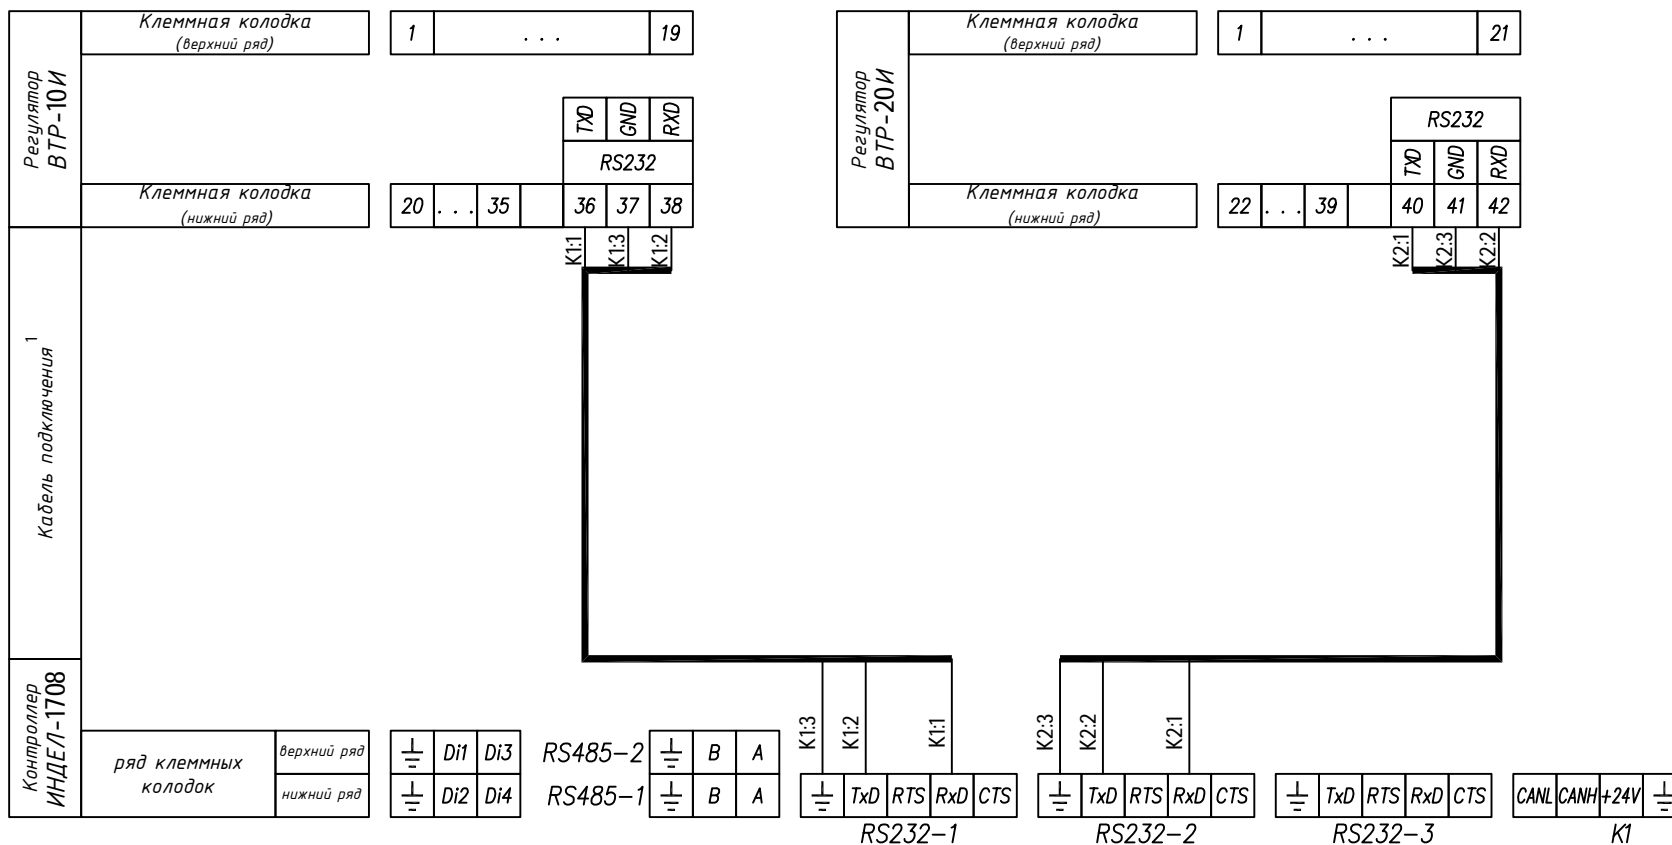 Регулятор
ВТР-10И
Клеммная колодка
(верхний ряд)
1 . . . 19
TXD GND RXD
RS232
Клеммная колодка
(нижний ряд)
20 . . . 35 36 37 38
K1:1 K1:3 K1:2
Регулятор
ВТР-20И
Клеммная колодка
(верхний ряд)
1 . . . 21
RS232
TXD GND RXD
Клеммная колодка
(нижний ряд)
22 . . . 39 40 41 42
K2:1 K2:3 K2:2
Кабель подключения 1
Контроллер
ИНДЕЛ-1708
ряд клеммных
колодок
верхний ряд
нижний ряд
Di1 Di3
Di2 Di4
RS485-2 B A
RS485-1 B A
K1:3 K1:2 K1:1
TxD RTS RxD CTS
RS232-1
K2:3 K2:2 K2:1
TxD RTS RxD CTS
RS232-2
TxD RTS RxD CTS
RS232-3
CANL CANH +24V
K1